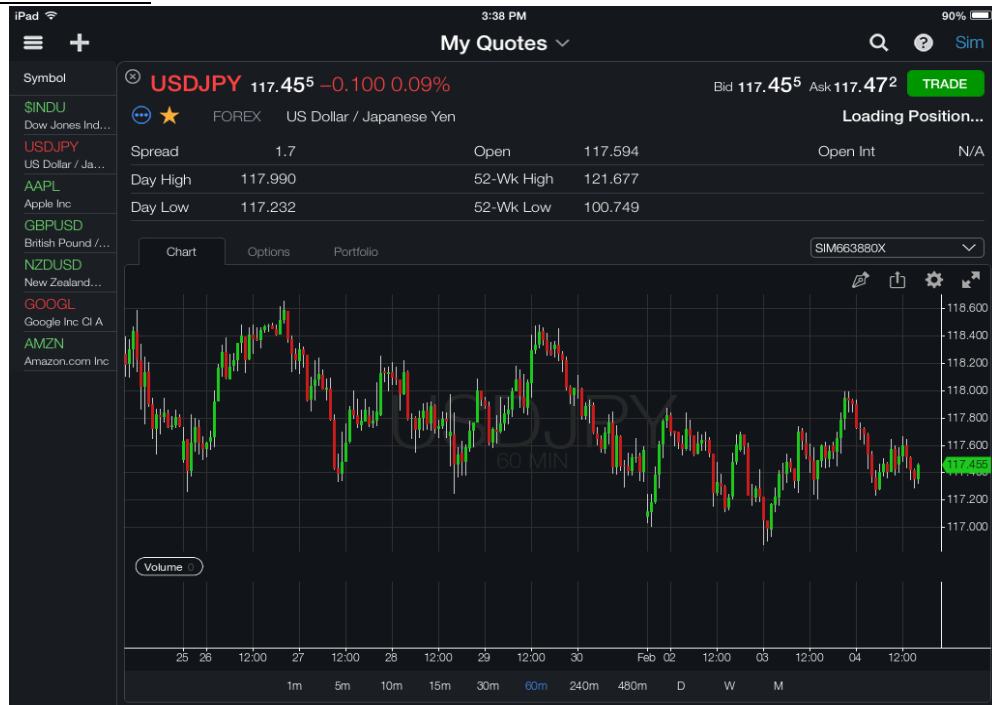 iPad 3:38 PM 90%
My Quotes Sim
Symbol
$INDU
Dow Jones Ind...
USDJPY
US Dollar / Ja...
AAPL
Apple Inc
GBPUSD
British Pound /...
NZDUSD
New Zealand...
GOOGL
Google Inc Cl A
AMZN
Amazon.com Inc
USDJPY 117.45⁵ –0.100 0.09% Bid 117.45⁵ Ask 117.47² TRADE
FOREX US Dollar / Japanese Yen Loading Position...
Spread 1.7 Open 117.594 Open Int N/A
Day High 117.990 52-Wk High 121.677
Day Low 117.232 52-Wk Low 100.749
Chart Options Portfolio SIM663880X
118.600
118.400
118.200
118.000
117.800
117.600
117.455
117.200
117.000
USDJPY
60 MIN
Volume 0
25 26 12:00 27 12:00 28 12:00 29 12:00 30 Feb 02 12:00 03 12:00 04 12:00
1m 5m 10m 15m 30m 60m 240m 480m D W M